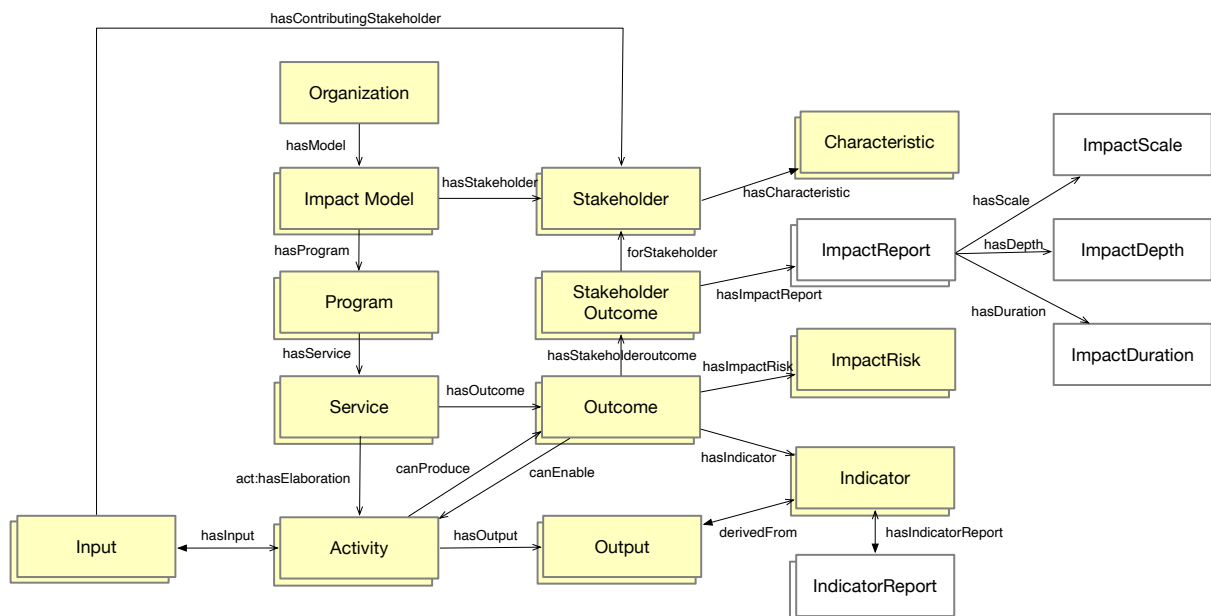 hasContributingStakeholder
Organization
hasModel
Characteristic
ImpactScale
Impact Model
hasStakeholder
Stakeholder
hasCharacteristic
hasScale
hasProgram
forStakeholder
ImpactReport
hasDepth
ImpactDepth
Program
Stakeholder
Outcome
hasImpactReport
hasDuration
hasService
hasStakeholderoutcome
hasImpactRisk
ImpactRisk
ImpactDuration
Service
hasOutcome
Outcome
canProduce
canEnable
hasIndicator
act:hasElaboration
Indicator
Input
hasInput
Activity
hasOutput
Output
derivedFrom
hasIndicatorReport
IndicatorReport